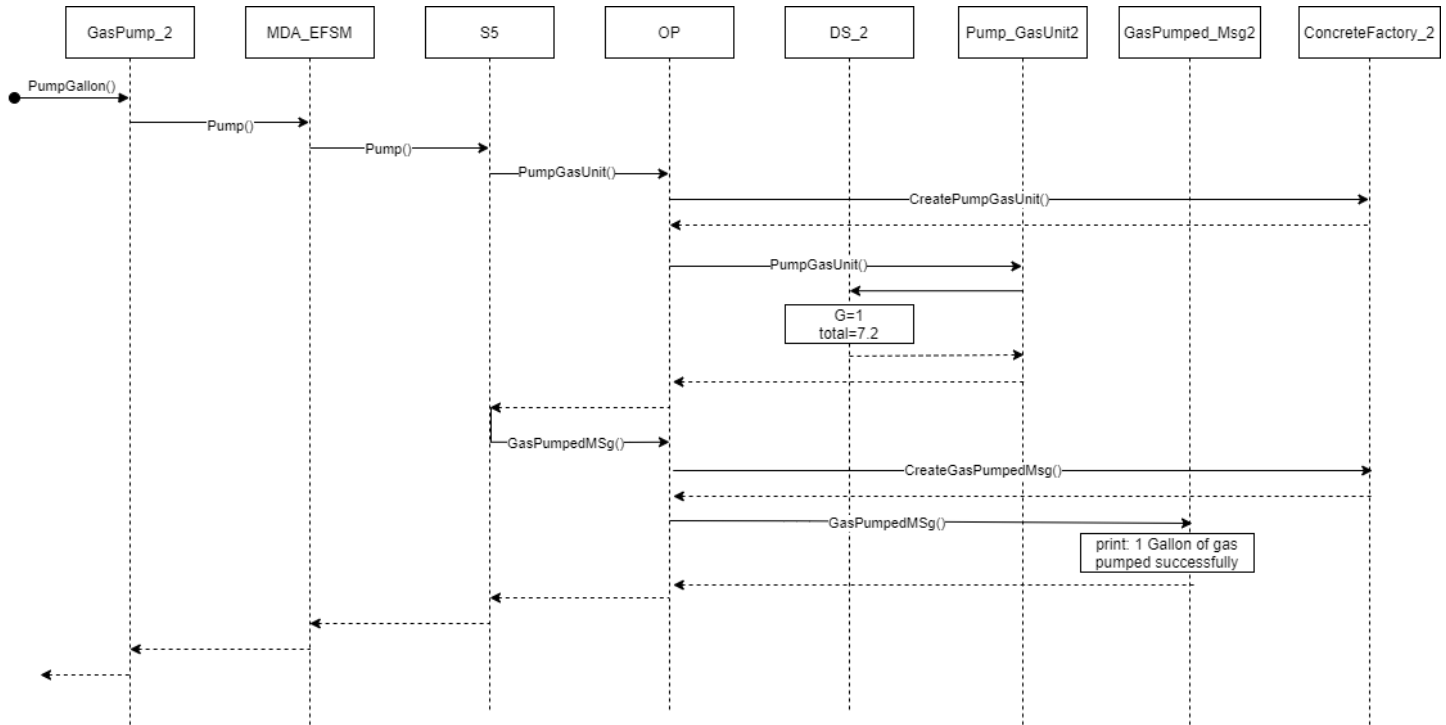 GasPump_2
MDA_EFSM
S5
OP
DS_2
Pump_GasUnit2
GasPumped_Msg2
ConcreteFactory_2
PumpGallon()
Pump()
Pump()
PumpGasUnit()
CreatePumpGasUnit()
PumpGasUnit()
G=1
total=7.2
GasPumpedMSg()
CreateGasPumpedMsg()
GasPumpedMSg()
print: 1 Gallon of gas
pumped successfully